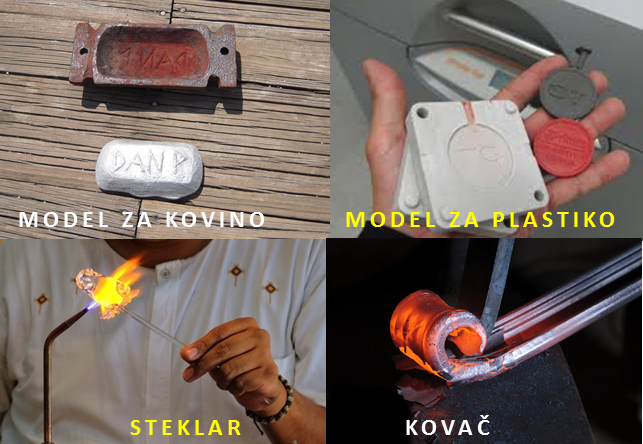 DAN P
MODEL ZA KOVINO
MODEL ZA PLASTIKO
STEKLAR
KOVAČ